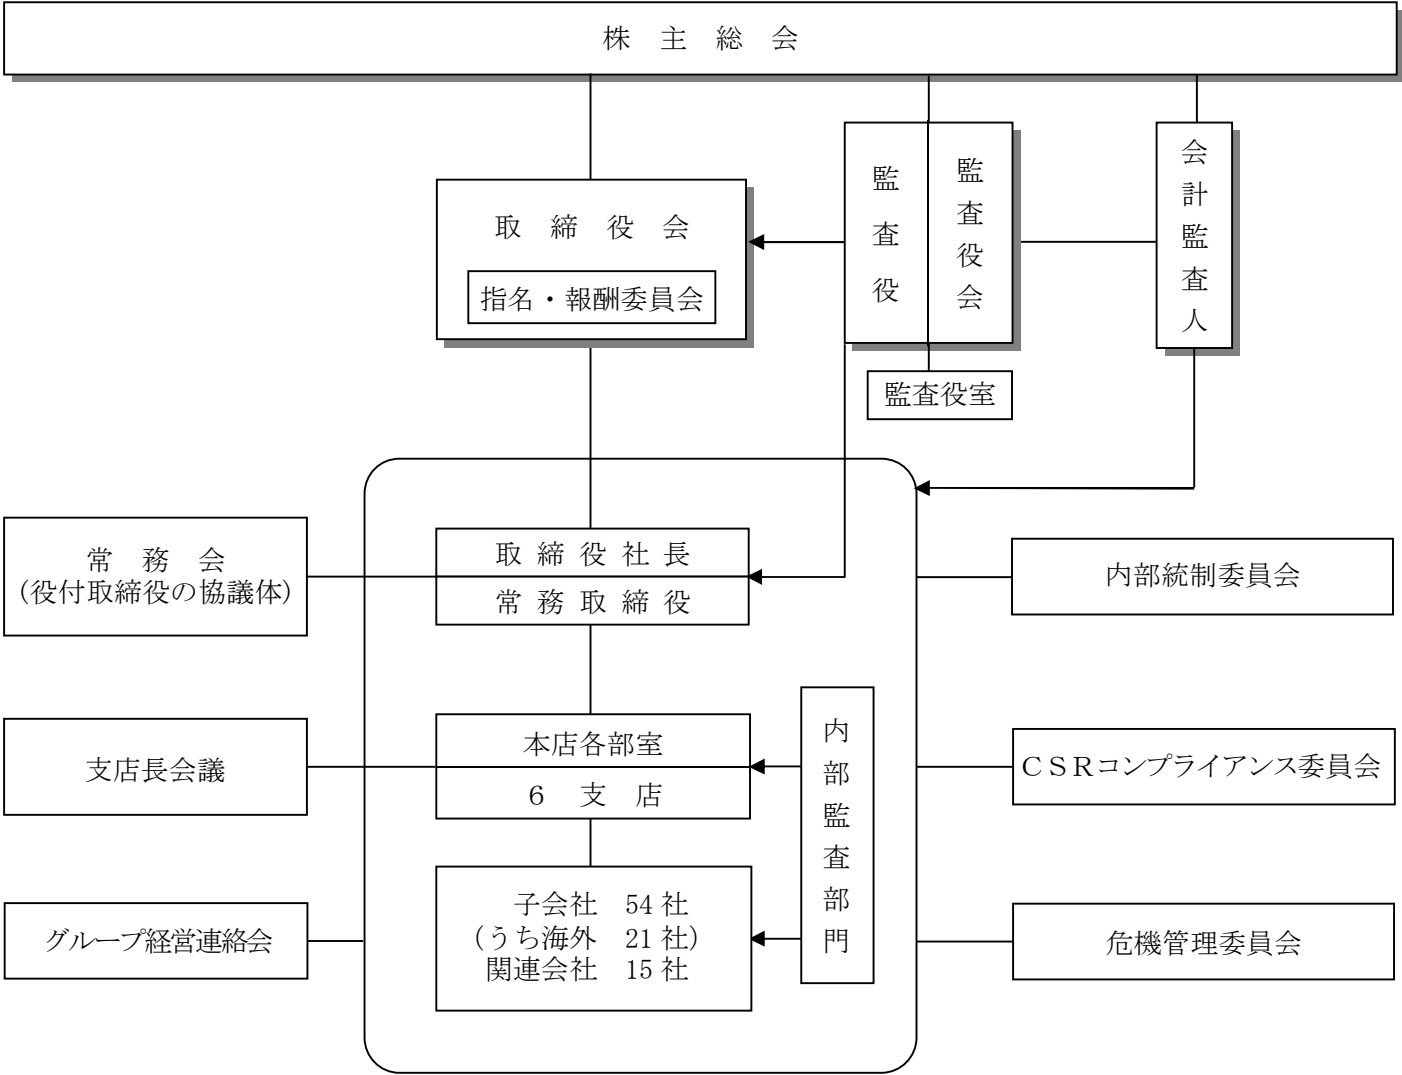 株　主　総　会
取　締　役　会
指名・報酬委員会
監査役
監査役会
会計監査人
監査役室
常　務　会
(役付取締役の協議体)
取 締 役 社 長
常 務 取 締 役
内部統制委員会
支店長会議
本店各部室
６　支　店
内部監査部門
ＣＳＲコンプライアンス委員会
グループ経営連絡会
子会社　54 社
(うち海外　21 社)
関連会社　15 社
危機管理委員会